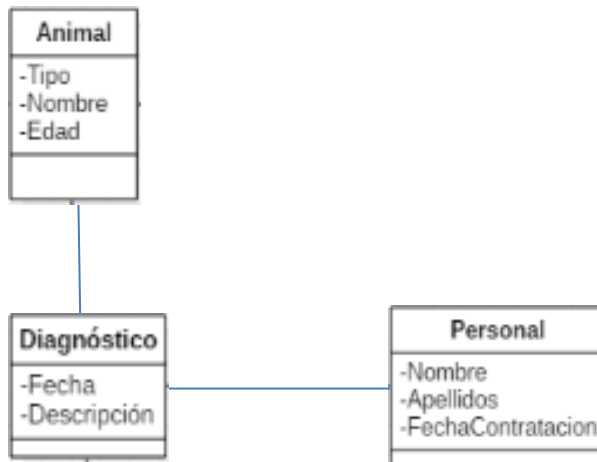 Animal
-Tipo
-Nombre
-Edad
Diagnóstico
-Fecha
-Descripción
Personal
-Nombre
-Apellidos
-FechaContratacion